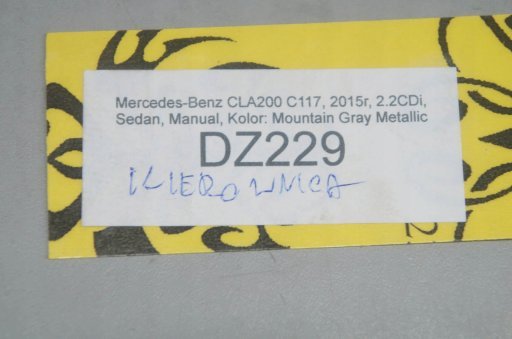 Mercedes-Benz CLA200 C117, 2015r, 2.2CDi,
Sedan, Manual, Kolor: Mountain Gray Metallic
DZ229
KIEROWNICA